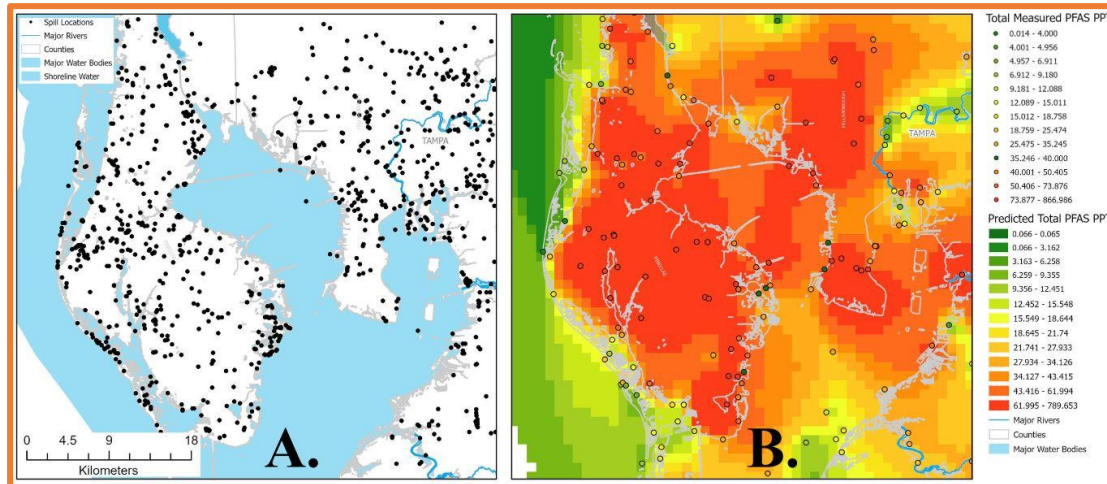 Spill Locations
Major Rivers
Counties
Major Water Bodies
Shoreline Water
TAMPA
0 4.5 9 18
Kilometers
A.
TAMPA
B.
Total Measured PFAS PPT
0.014 - 4.000
4.001 - 4.956
4.957 - 6.911
6.912 - 9.180
9.181 - 12.088
12.089 - 15.011
15.012 - 18.758
18.759 - 25.474
25.475 - 35.245
35.246 - 40.000
40.001 - 50.405
50.406 - 73.876
73.877 - 866.986
Predicted Total PFAS PPT
0.066 - 0.065
0.066 - 3.162
3.163 - 6.258
6.259 - 9.355
9.356 - 12.451
12.452 - 15.548
15.549 - 18.644
18.645 - 21.74
21.741 - 27.933
27.934 - 34.126
34.127 - 43.415
43.416 - 61.994
61.995 - 789.653
Major Rivers
Counties
Major Water Bodies